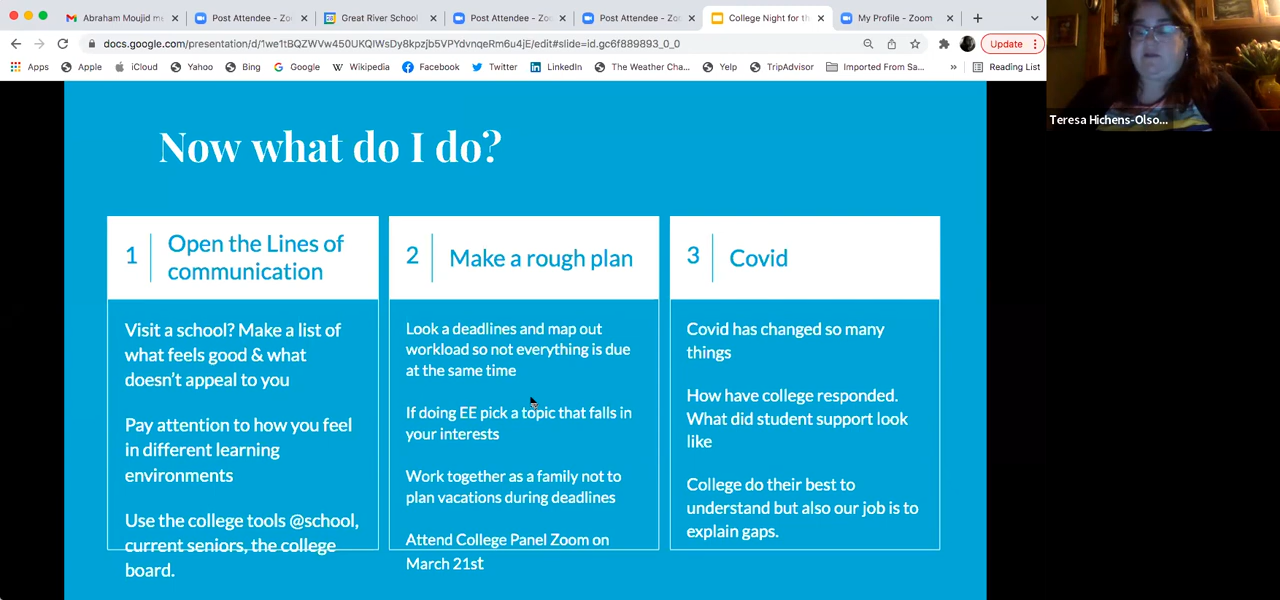 Abraham Moujid m
Post Attendee - Zo
Great River School
Post Attendee - Zo
Post Attendee - Zo
College Night for th
My Profile - Zoom
docs.google.com/presentation/d/1we1tBQZWVw450UKQIWsDy8kpzjb5VPYdvnqeRm6u4jE/edit#slide=id.gc6f889893_0_0
Update
Apps
Apple
iCloud
Yahoo
Bing
Google
Wikipedia
Facebook
Twitter
LinkedIn
The Weather Cha...
Yelp
TripAdvisor
Imported From Sa...
»
Reading List
Teresa Hichens-Olso...
Now what do I do?
1
Open the Lines of
communication
Visit a school? Make a list of
what feels good & what
doesn't appeal to you
Pay attention to how you feel
in different learning
environments
Use the college tools @school,
current seniors, the college
board.
2
Make a rough plan
Look a deadlines and map out
workload so not everything is due
at the same time
If doing EE pick a topic that falls in
your interests
Work together as a family not to
plan vacations during deadlines
Attend College Panel Zoom on
March 21st
3
Covid
Covid has changed so many
things
How have college responded.
What did student support look
like
College do their best to
understand but also our job is to
explain gaps.